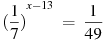 (1/7)^{x-13} = 1/49